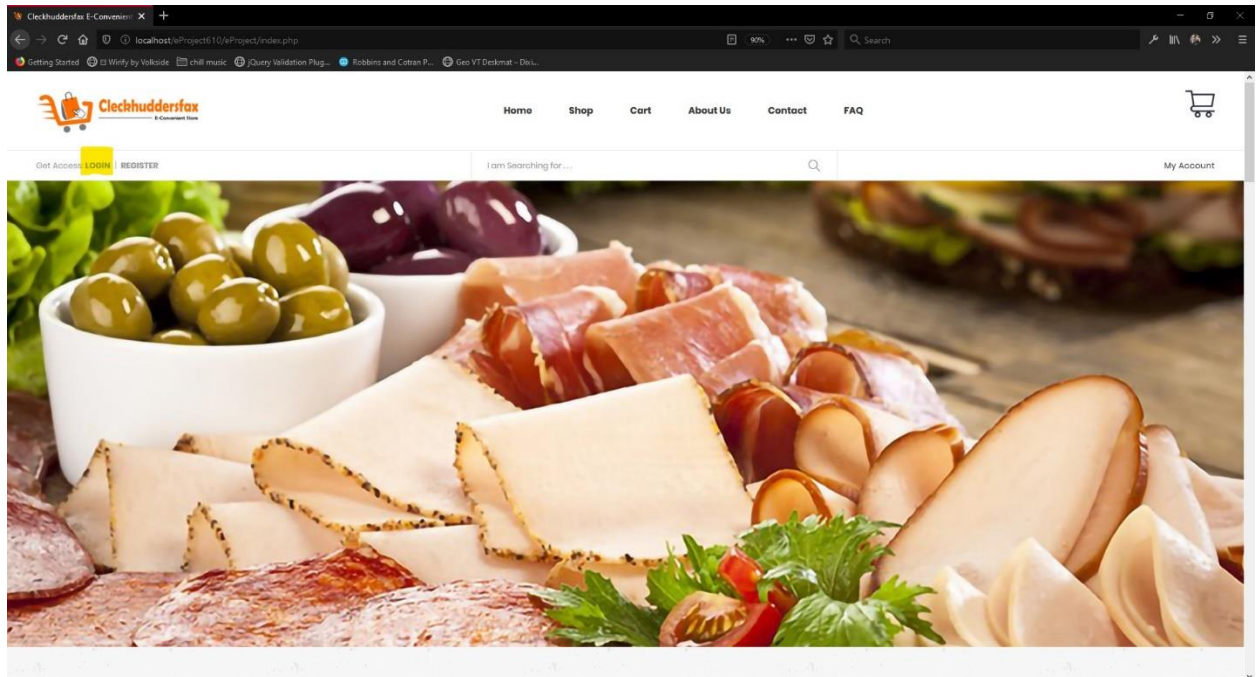 Cleckhuddersfax E-Convenient
localhost/eProject610/eProject/index.php
90%
Search
Getting Started
Wirify by Volkside
chill music
jQuery Validation Plug...
Robbins and Cotran P...
Geo VT Deskmat – Dixi...
Cleckhuddersfax
E-Convenient Store
Home Shop Cart About Us Contact FAQ
Get Access: LOGIN | REGISTER
I am Searching for ....
My Account